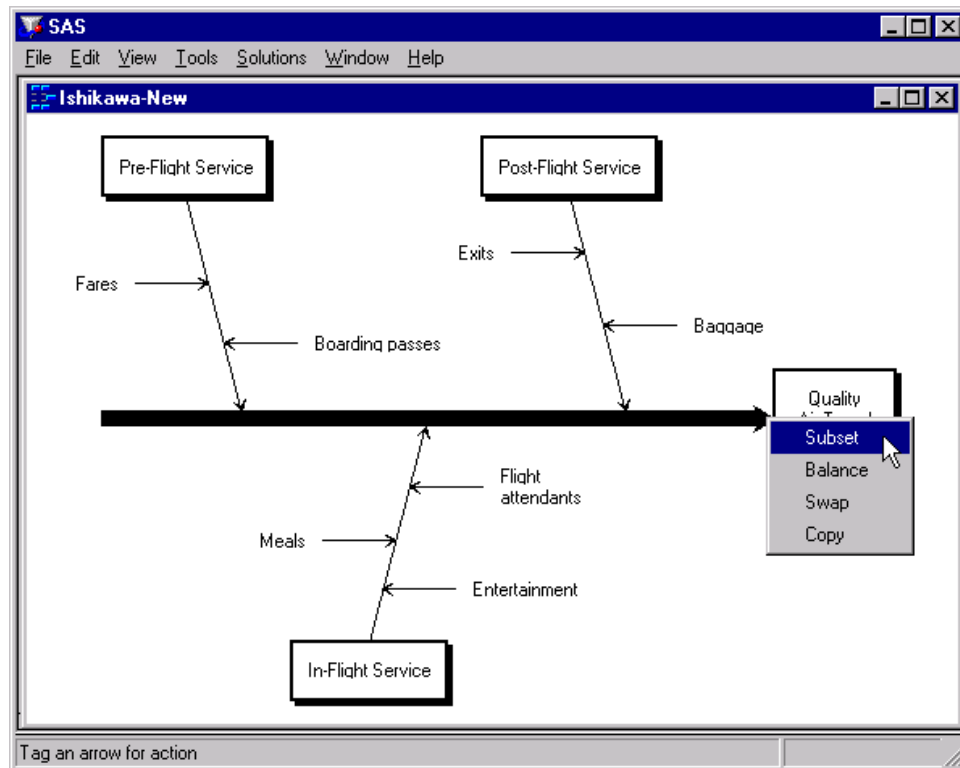 SAS
File Edit View Tools Solutions Window Help
Ishikawa-New
Pre-Flight Service
Post-Flight Service
Exits
Fares
Baggage
Boarding passes
Quality
Subset
Balance
Swap
Copy
Flight
attendants
Meals
Entertainment
In-Flight Service
Tag an arrow for action